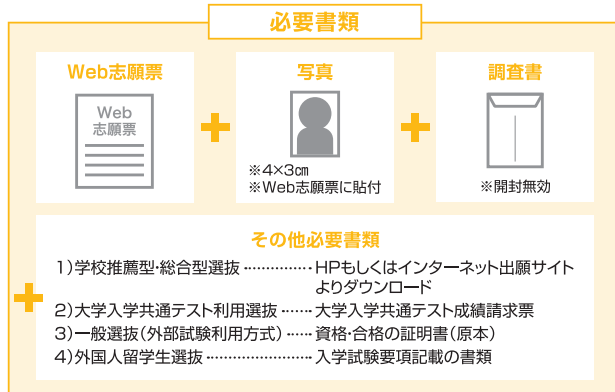 必要書類
Web志願票
写真
調査書
Web
志願票
※4×3㎝
※Web志願票に貼付
※開封無効
その他必要書類
1)学校推薦型・総合型選抜 ………… HPもしくはインターネット出願サイト
よりダウンロード
2)大学入学共通テスト利用選抜 …… 大学入学共通テスト成績請求票
3)一般選抜(外部試験利用方式) …… 資格・合格の証明書(原本)
4)外国人留学生選抜 ……………… 入学試験要項記載の書類